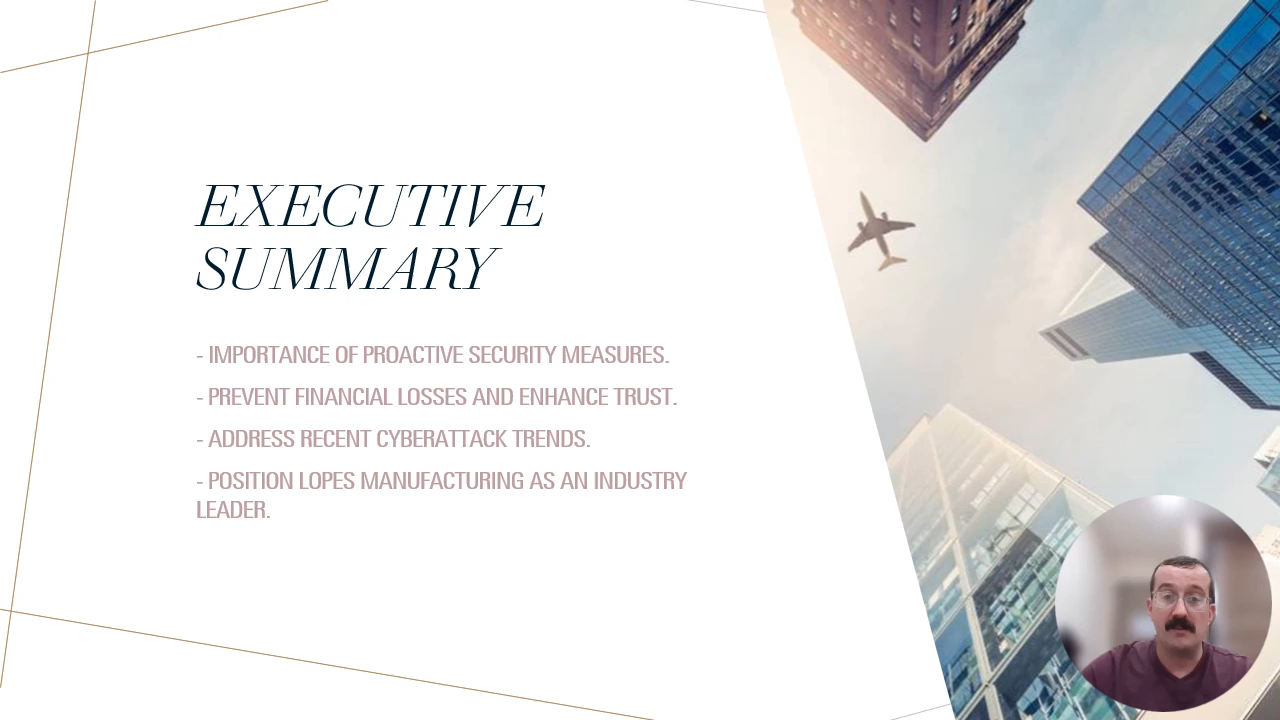 EXECUTIVE
SUMMARY
- IMPORTANCE OF PROACTIVE SECURITY MEASURES.
- PREVENT FINANCIAL LOSSES AND ENHANCE TRUST.
- ADDRESS RECENT CYBERATTACK TRENDS.
- POSITION LOPES MANUFACTURING AS AN INDUSTRY
LEADER.